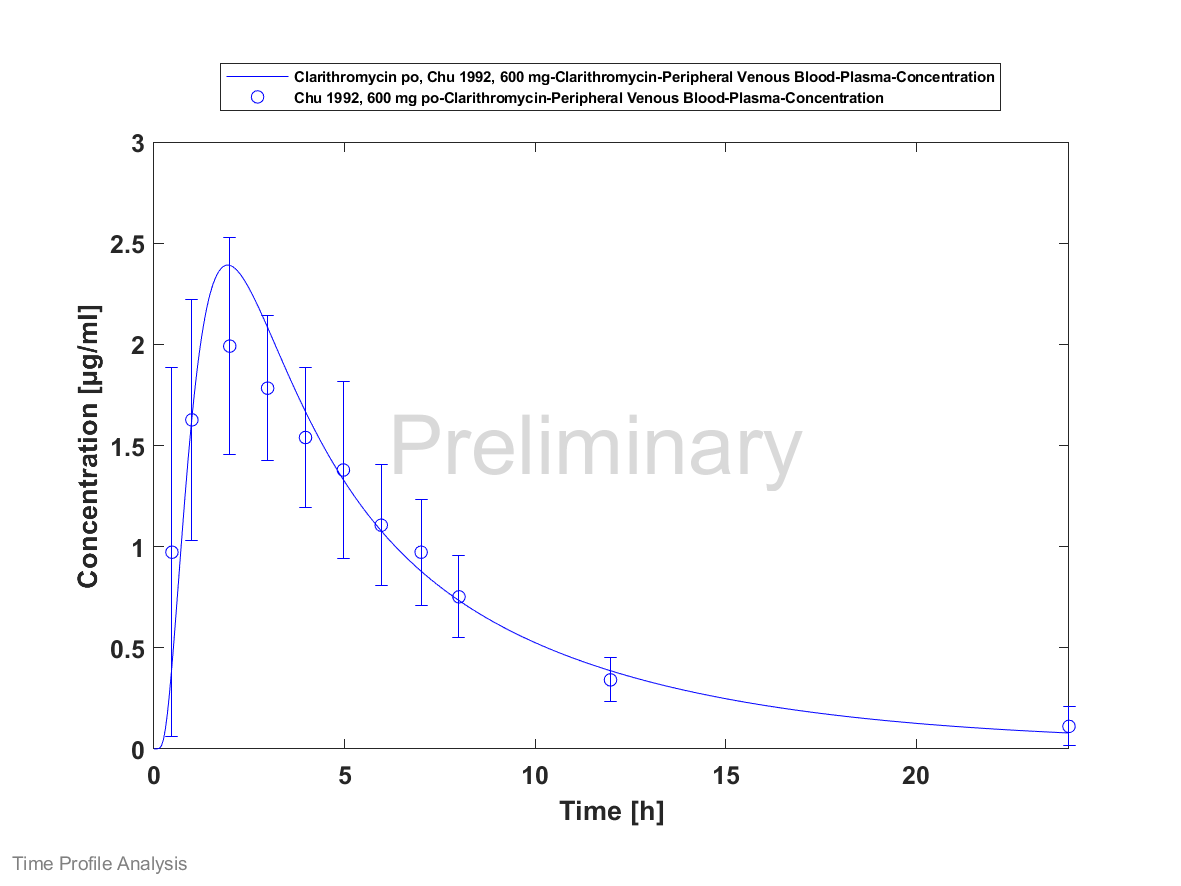 Clarithromycin po, Chu 1992, 600 mg-Clarithromycin-Peripheral Venous Blood-Plasma-Concentration
Chu 1992, 600 mg po-Clarithromycin-Peripheral Venous Blood-Plasma-Concentration
3
2.5
2
1.5
1
0.5
0
Concentration [µg/ml]
Preliminary
0 5 10 15 20
Time [h]
Time Profile Analysis